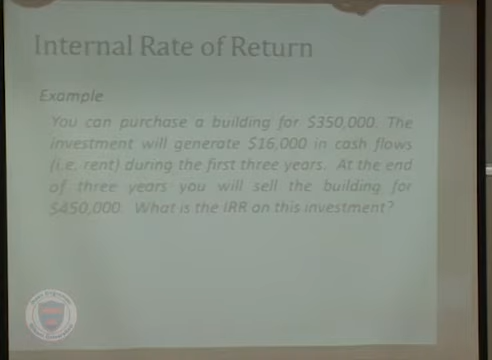 Internal Rate of Return
Example
You can purchase a building for $350,000. The
investment will generate $16,000 in cash flows
(i.e. rent) during the first three years. At the end
of three years you will sell the building for
$450,000. What is the IRR on this investment?